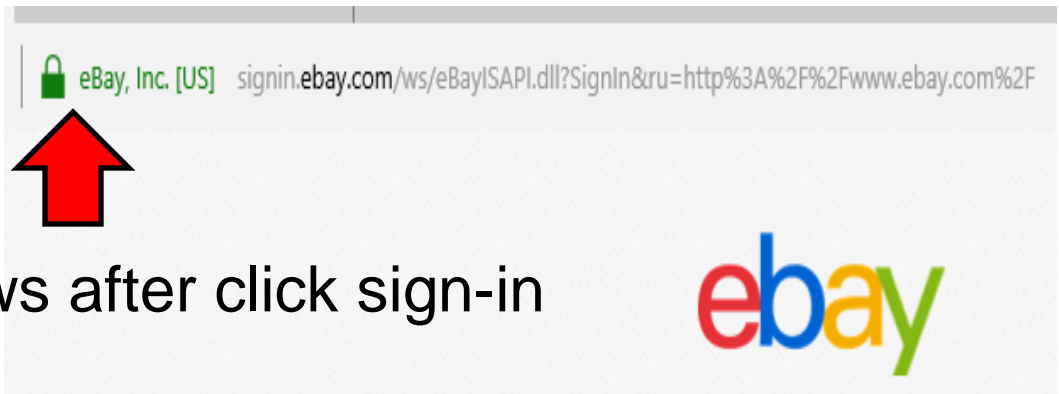 eBay, Inc. [US] signin.ebay.com/ws/eBayISAPI.dll?SignIn&ru=http%3A%2F%2Fwww.ebay.com%2F
after click sign-in
ebay